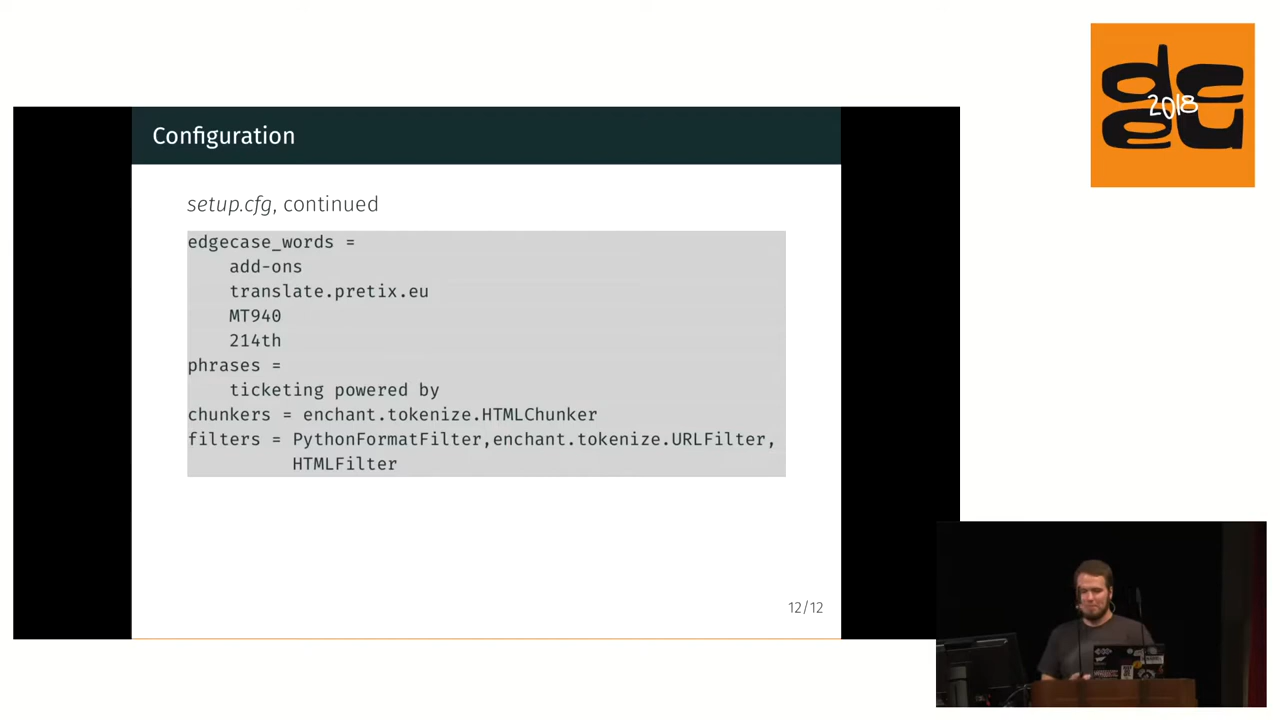 2018
Configuration
setup.cfg, continued
edgecase_words =
add-ons
translate.pretix.eu
MT940
214th
phrases =
ticketing powered by
chunkers = enchant.tokenize.HTMLChunker
filters = PythonFormatFilter,enchant.tokenize.URLFilter,
HTMLFilter
12/12